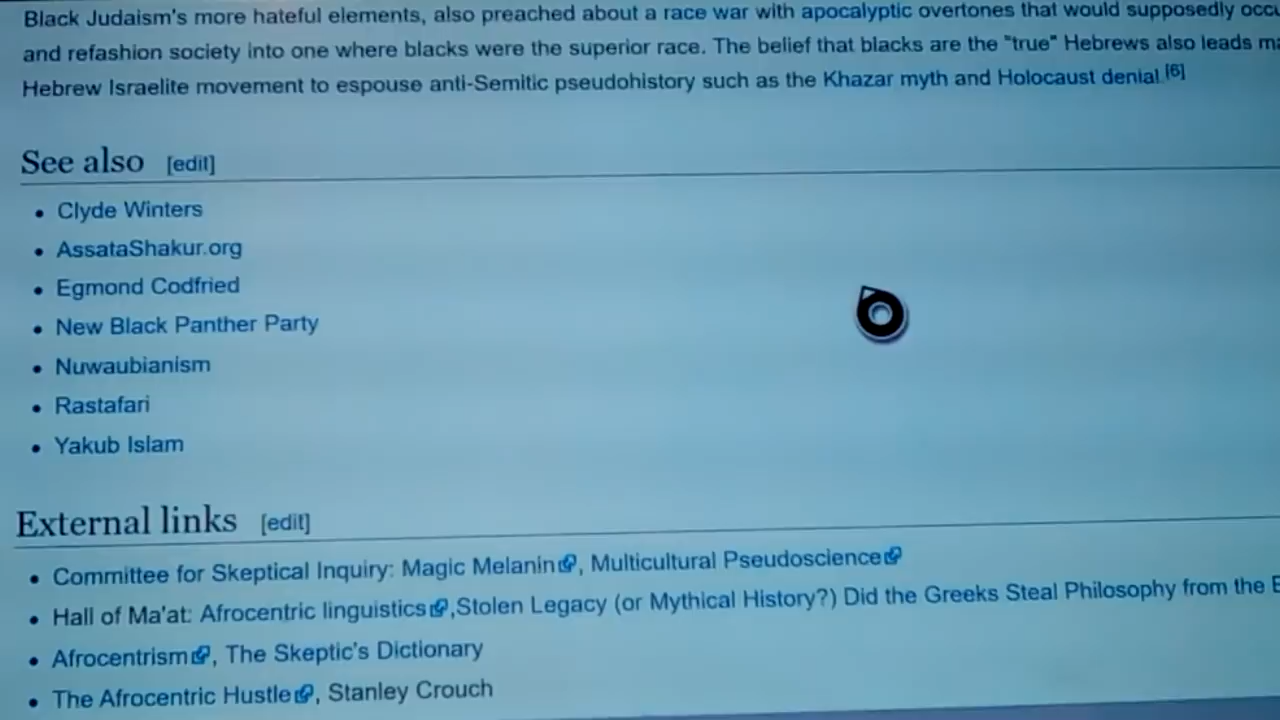 Black Judaism's more hateful elements, also preached about a race war with apocalyptic overtones that would supposedly
and refashion society into one where blacks were the superior race. The belief that blacks are the "true" Hebrews also leads
Hebrew Israelite movement to espouse anti-Semitic pseudohistory such as the Khazar myth and Holocaust denial.[6]
See also [edit]
• Clyde Winters
• AssataShakur.org
• Egmond Codfried
• New Black Panther Party
• Nuwaubianism
• Rastafari
• Yakub Islam
External links [edit]
• Committee for Skeptical Inquiry: Magic Melanin, Multicultural Pseudoscience
• Hall of Ma'at: Afrocentric linguistics,Stolen Legacy (or Mythical History?) Did the Greeks Steal Philosophy from the
• Afrocentrism, The Skeptic's Dictionary
• The Afrocentric Hustle, Stanley Crouch